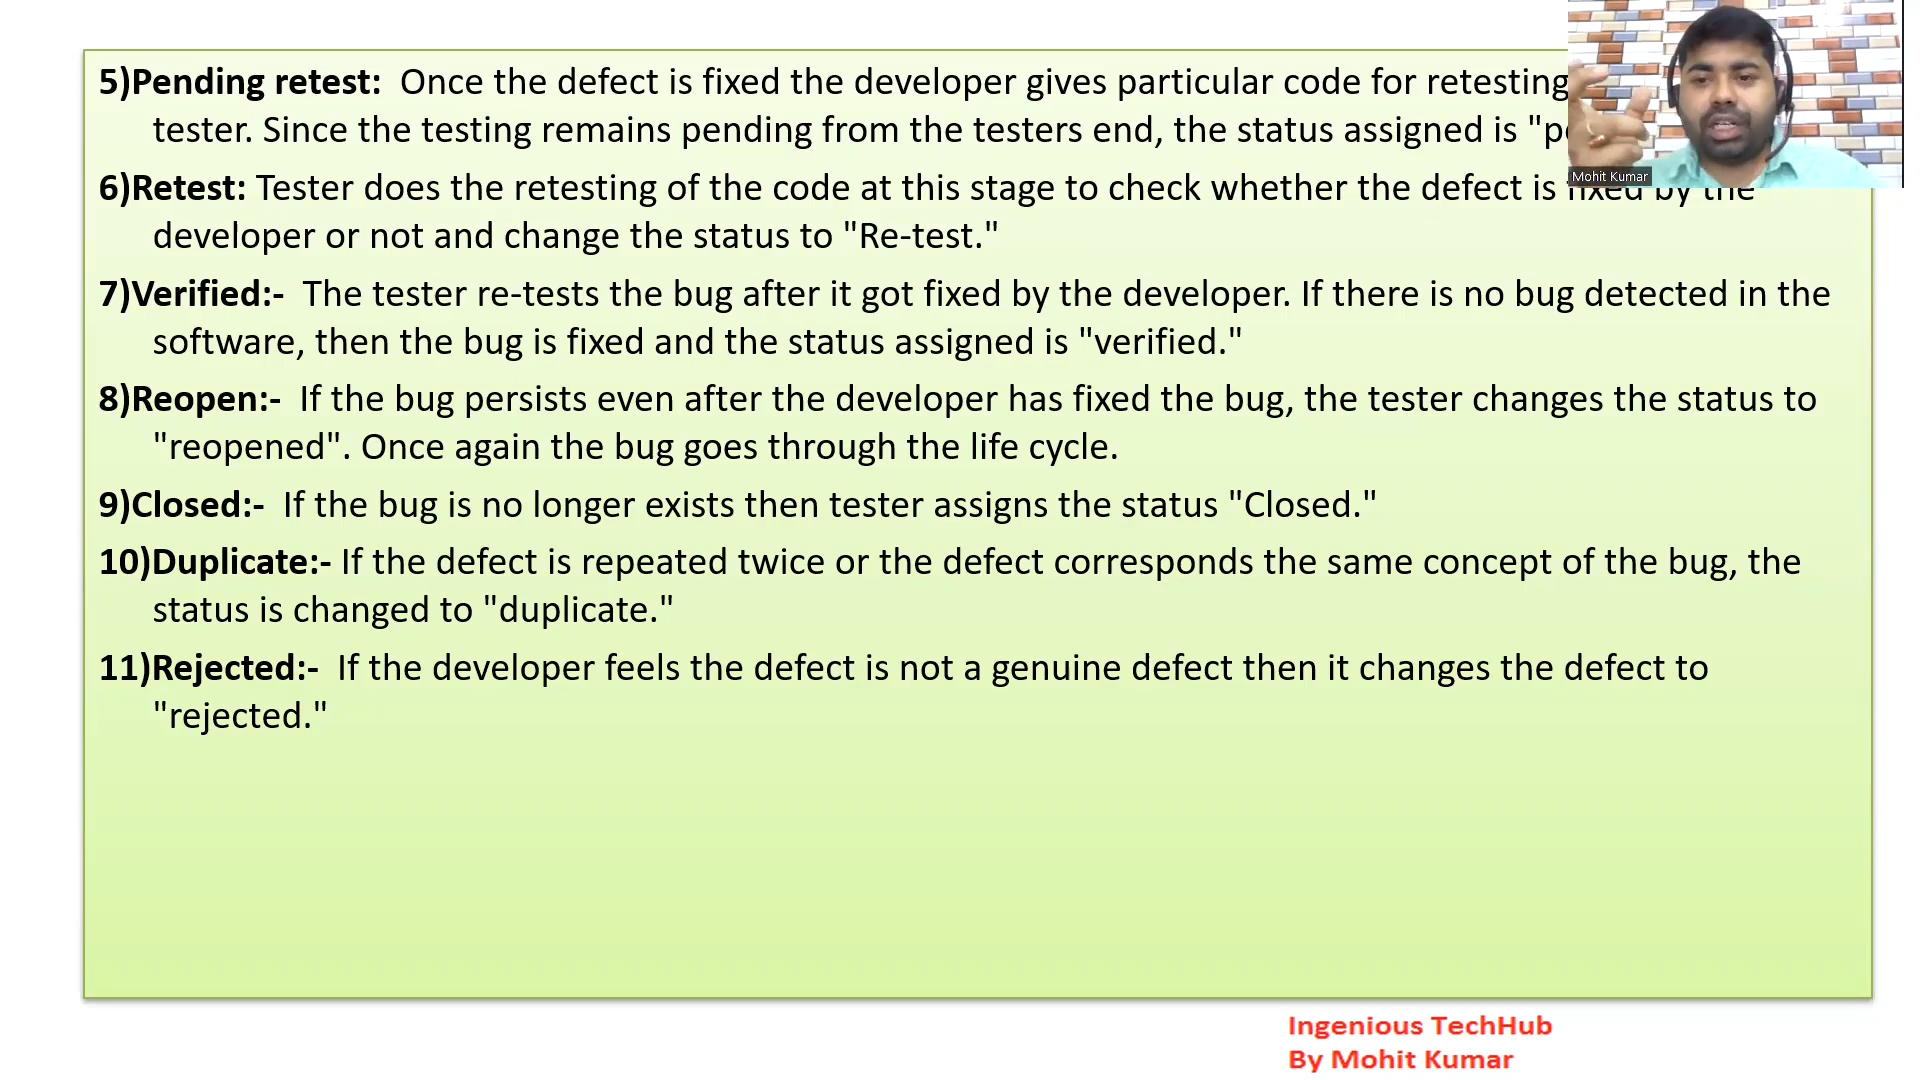 5)Pending retest: Once the defect is fixed the developer gives particular code for retesting
tester. Since the testing remains pending from the testers end, the status assigned is
6)Retest: Tester does the retesting of the code at this stage to check whether the defect is fixed by the
developer or not and change the status to "Re-test."
7)Verified:- The tester re-tests the bug after it got fixed by the developer. If there is no bug detected in the
software, then the bug is fixed and the status assigned is "verified."
8)Reopen:- If the bug persists even after the developer has fixed the bug, the tester changes the status to
"reopened". Once again the bug goes through the life cycle.
9)Closed:- If the bug is no longer exists then tester assigns the status "Closed."
10)Duplicate:- If the defect is repeated twice or the defect corresponds the same concept of the bug, the
status is changed to "duplicate."
11)Rejected:- If the developer feels the defect is not a genuine defect then it changes the defect to
"rejected."
Mohit Kumar
Ingenious TechHub
By Mohit Kumar